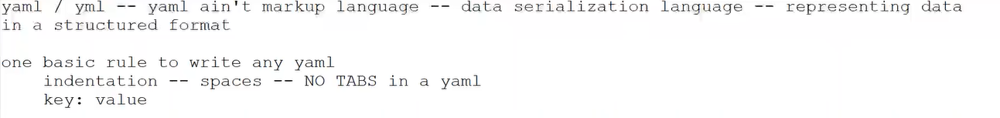 yaml / yml -- yaml ain't markup language -- data serialization language -- representing data
in a structured format
one basic rule to write any yaml
indentation -- spaces -- NO TABS in a yaml
key: value